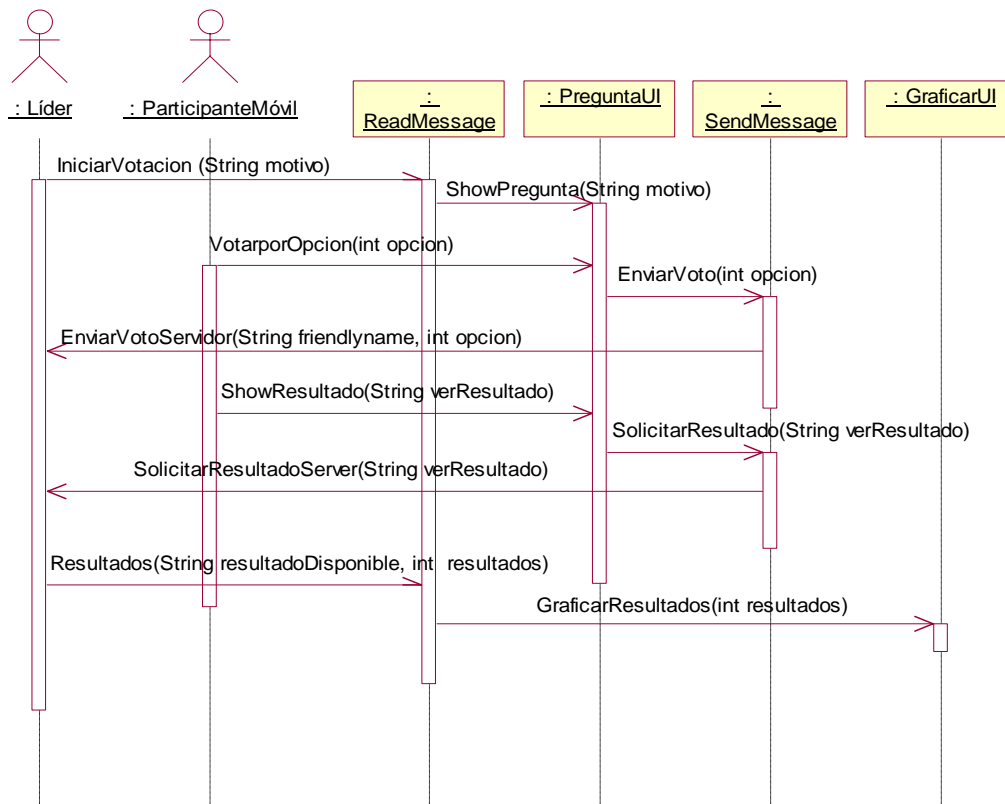 : Líder
: ParticipanteMóvil
:
ReadMessage
: PreguntaUI
:
SendMessage
: GraficarUI
IniciarVotacion (String motivo)
ShowPregunta(String motivo)
VotarporOpcion(int opcion)
EnviarVoto(int opcion)
EnviarVotoServidor(String friendlyname, int opcion)
ShowResultado(String verResultado)
SolicitarResultado(String verResultado)
SolicitarResultadoServer(String verResultado)
Resultados(String resultadoDisponible, int resultados)
GraficarResultados(int resultados)